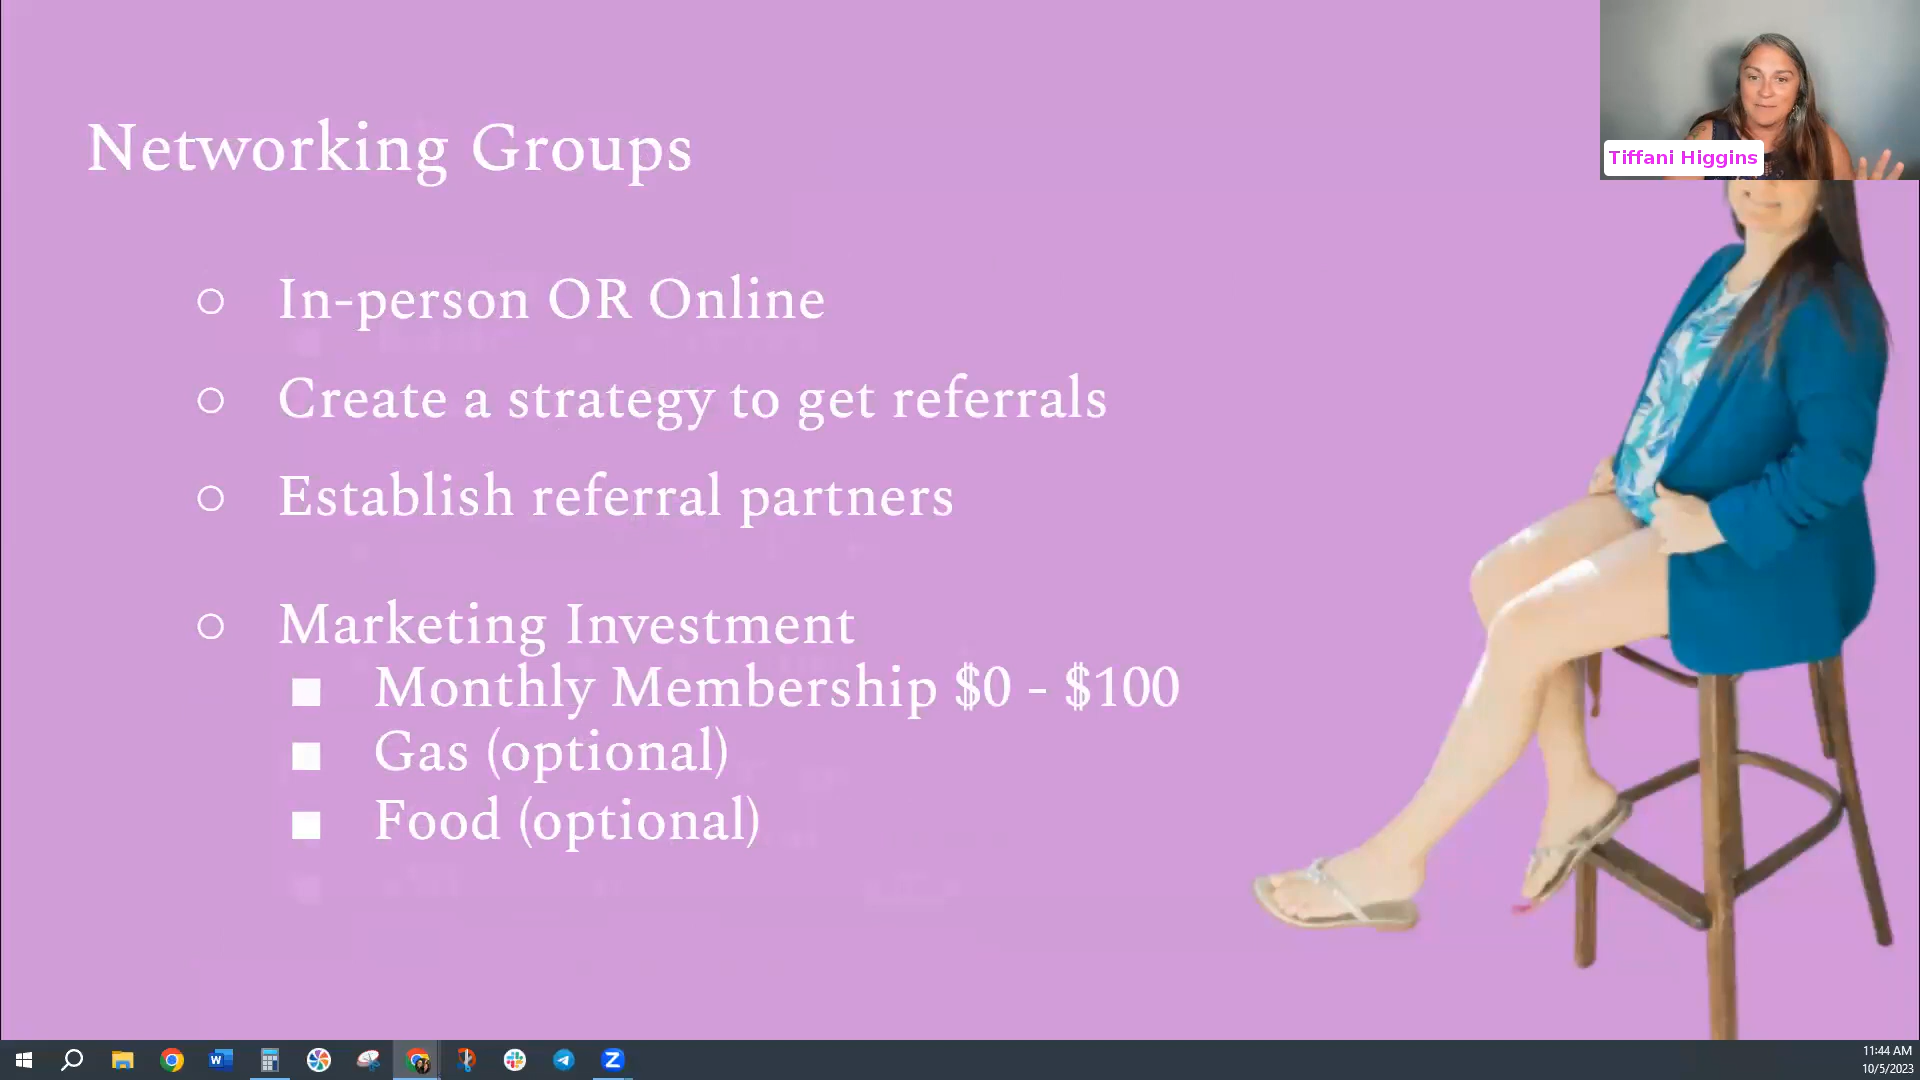 Tiffani Higgins
Networking Groups
In-person OR Online
Create a strategy to get referrals
Establish referral partners
Marketing Investment
Monthly Membership $0 - $100
Gas (optional)
Food (optional)
11:44 AM
10/5/2023